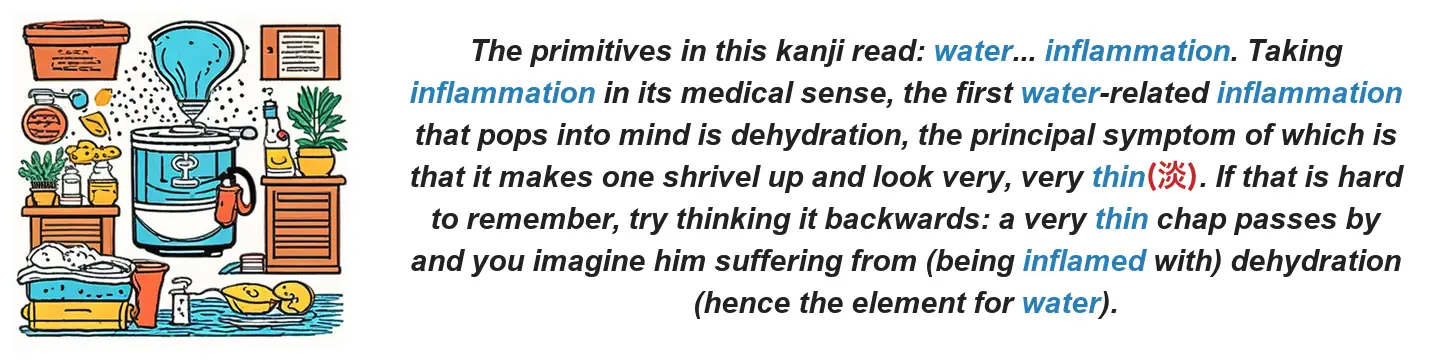 The primitives in this kanji read: water... inflammation. Taking
inflammation in its medical sense, the first water-related inflammation
that pops into mind is dehydration, the principal symptom of which is
that it makes one shrivel up and look very, very thin(淡). If that is hard
to remember, try thinking it backwards: a very thin chap passes by
and you imagine him suffering from (being inflamed with) dehydration
(hence the element for water).